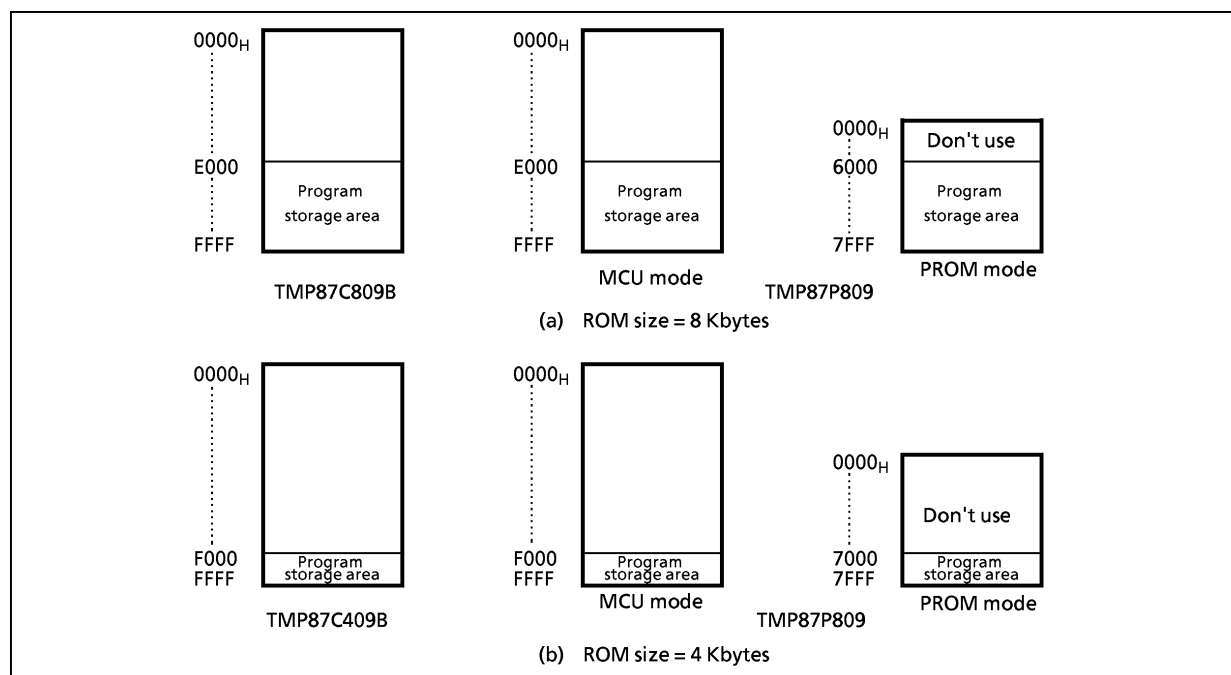 0000H
E000
FFFF
Program
storage area
TMP87C809B
0000H
E000
FFFF
Program
storage area
MCU mode
0000H
6000
7FFF
Don't use
Program
storage area
PROM mode
TMP87P809
(a) ROM size = 8 Kbytes
0000H
F000
FFFF
Program
storage area
TMP87C409B
0000H
F000
FFFF
Program
storage area
MCU mode
0000H
7000
7FFF
Don't use
Program
storage area
PROM mode
TMP87P809
(b) ROM size = 4 Kbytes